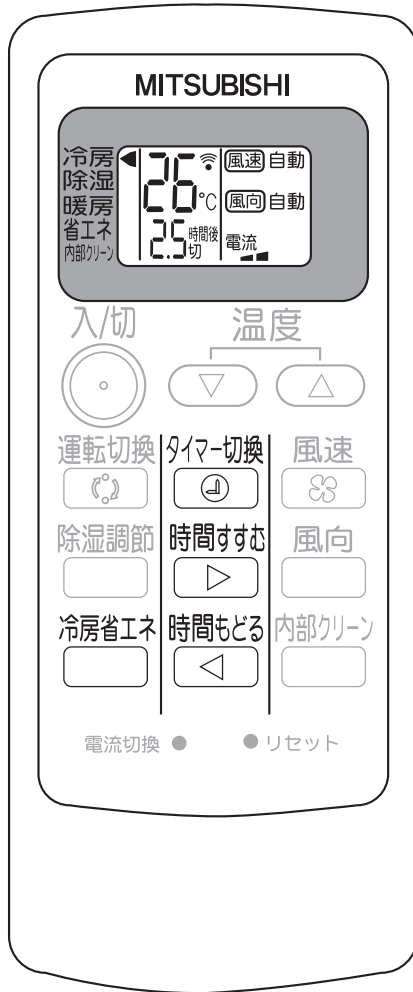 MITSUBISHI
冷房
除湿
暖房
省エネ
内部クリーン
26℃
2.5時間後切
風速 自動
風向 自動
電流
入/切 温度
運転切換 タイマー切換 風速
除湿調節 時間すすむ 風向
冷房省エネ 時間もどる 内部クリーン
電流切換 リセット